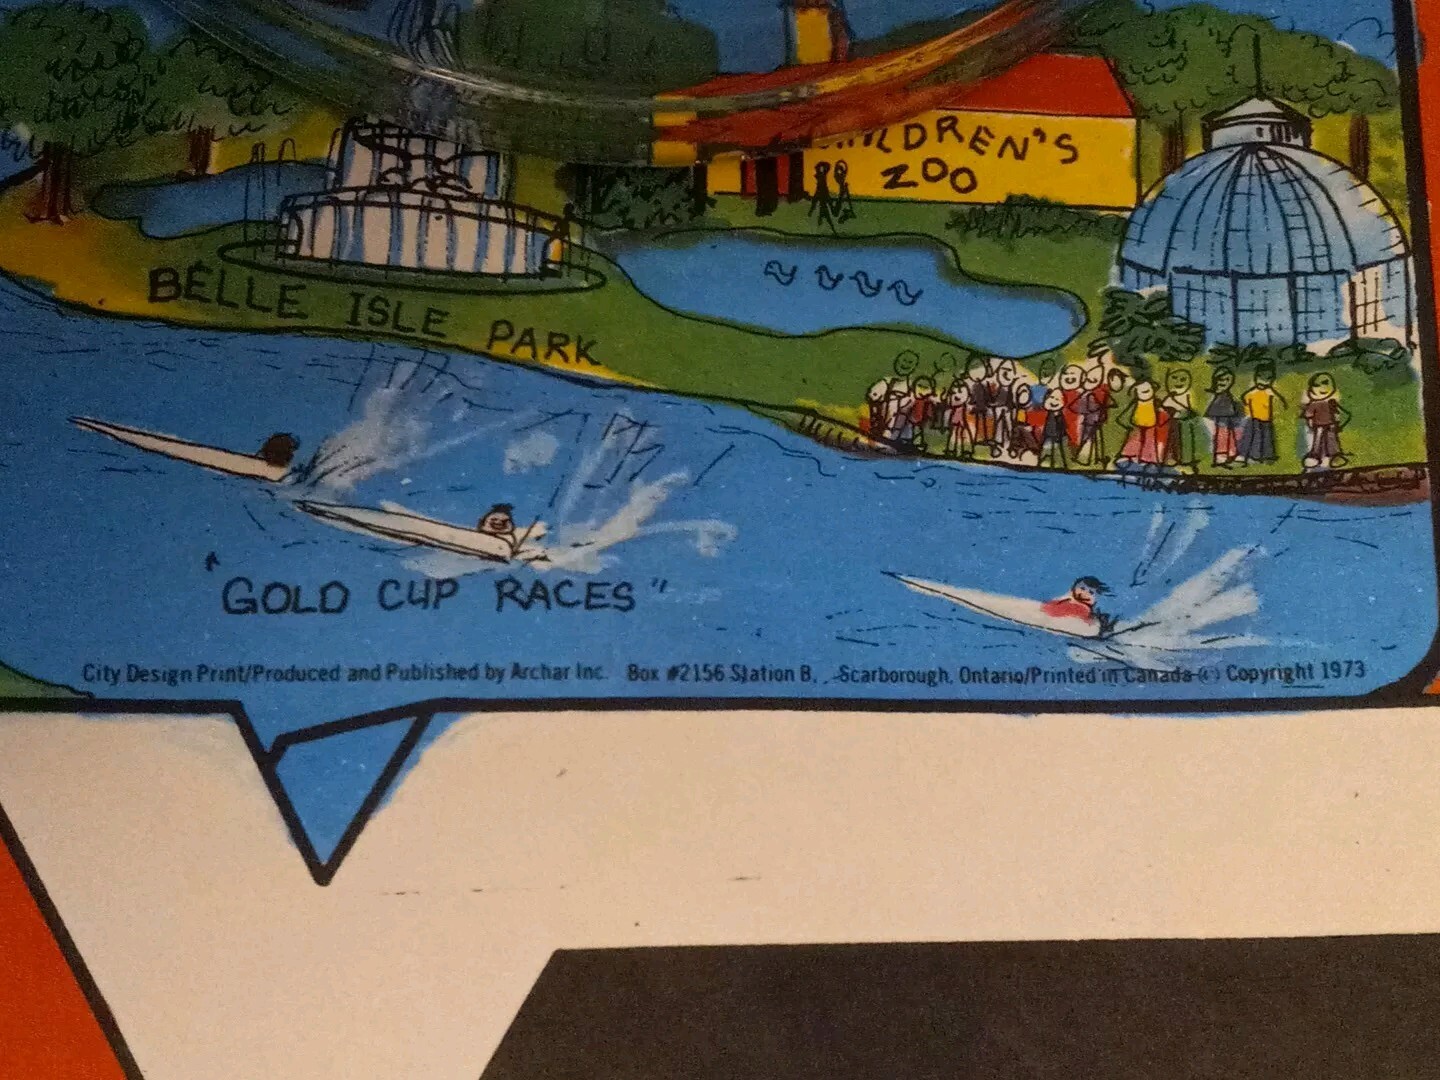 CHILDREN'S
ZOO
BELLE ISLE PARK
"GOLD CUP RACES"
City Design Print/Produced and Published by Archar Inc. Box #2156 Station B, Scarborough, Ontario/Printed in Canada (c) Copyright 1973